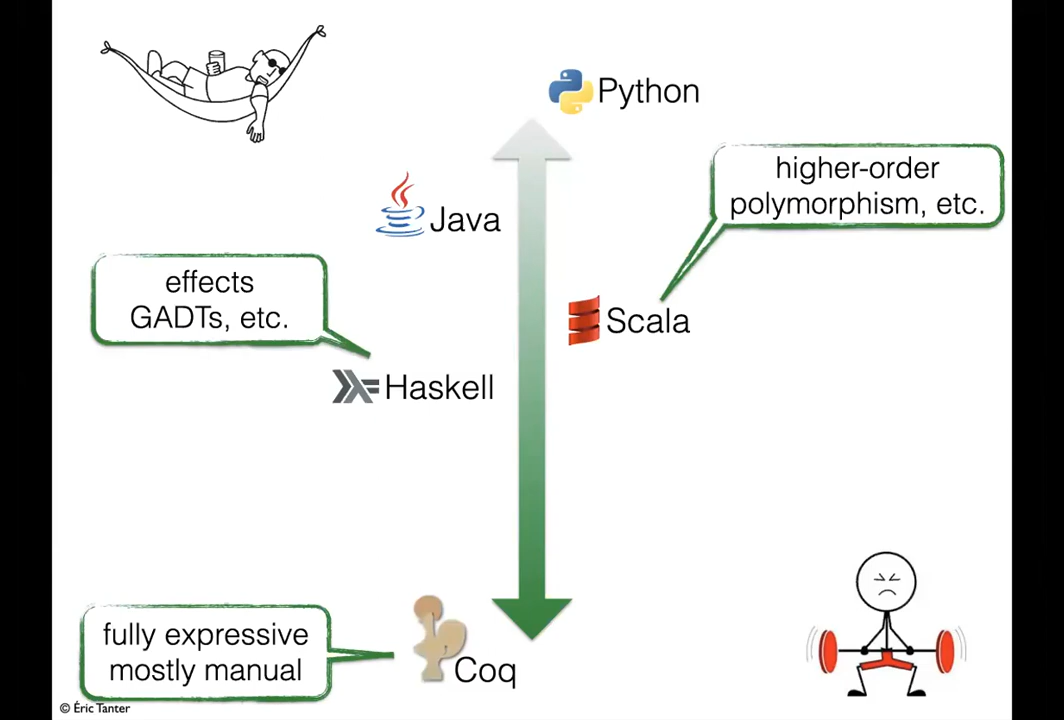 Python
higher-order
polymorphism, etc.
Java
effects
GADTs, etc.
Scala
Haskell
fully expressive
mostly manual
Coq
© Éric Tanter